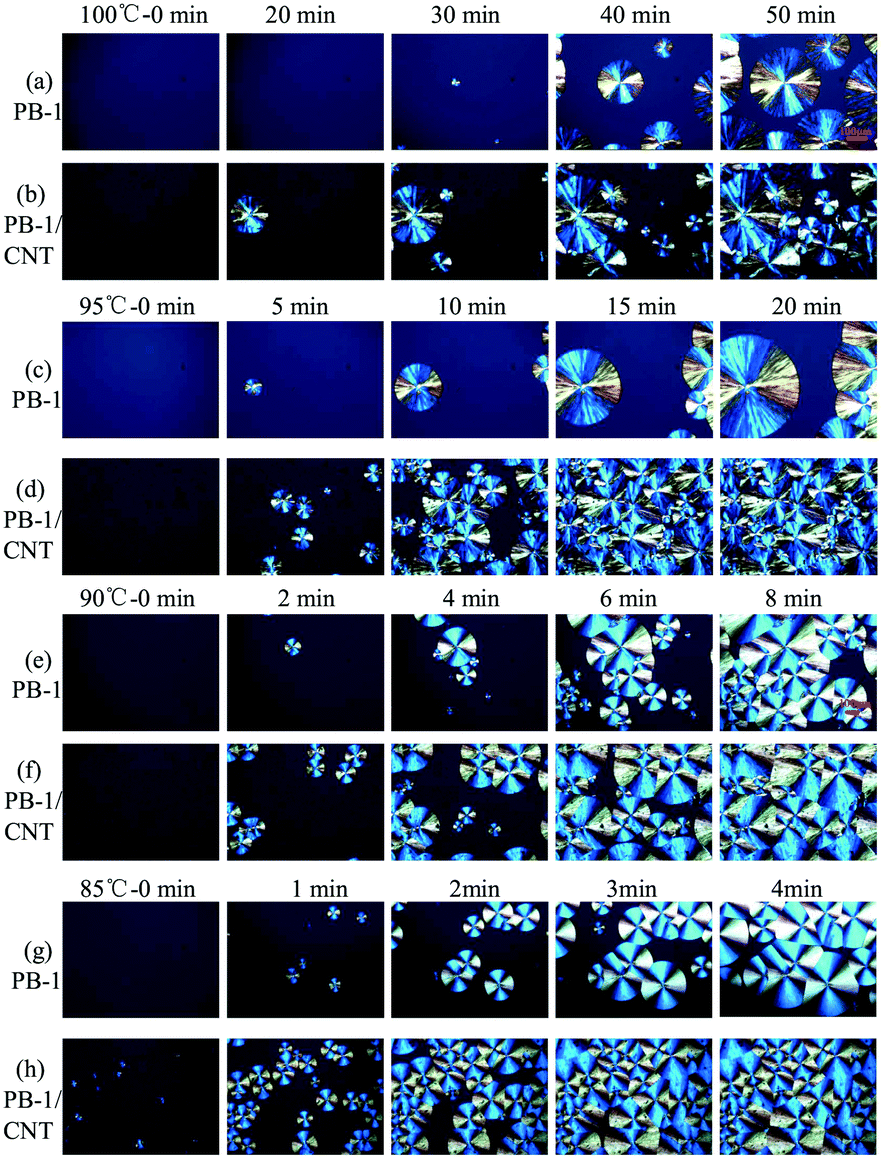 100℃-0 min 20 min 30 min 40 min 50 min
(a)
PB-1
100μm
(b)
PB-1/
CNT
95℃-0 min 5 min 10 min 15 min 20 min
(c)
PB-1
(d)
PB-1/
CNT
90℃-0 min 2 min 4 min 6 min 8 min
(e)
PB-1
100μm
(f)
PB-1/
CNT
85℃-0 min 1 min 2min 3min 4min
(g)
PB-1
(h)
PB-1/
CNT